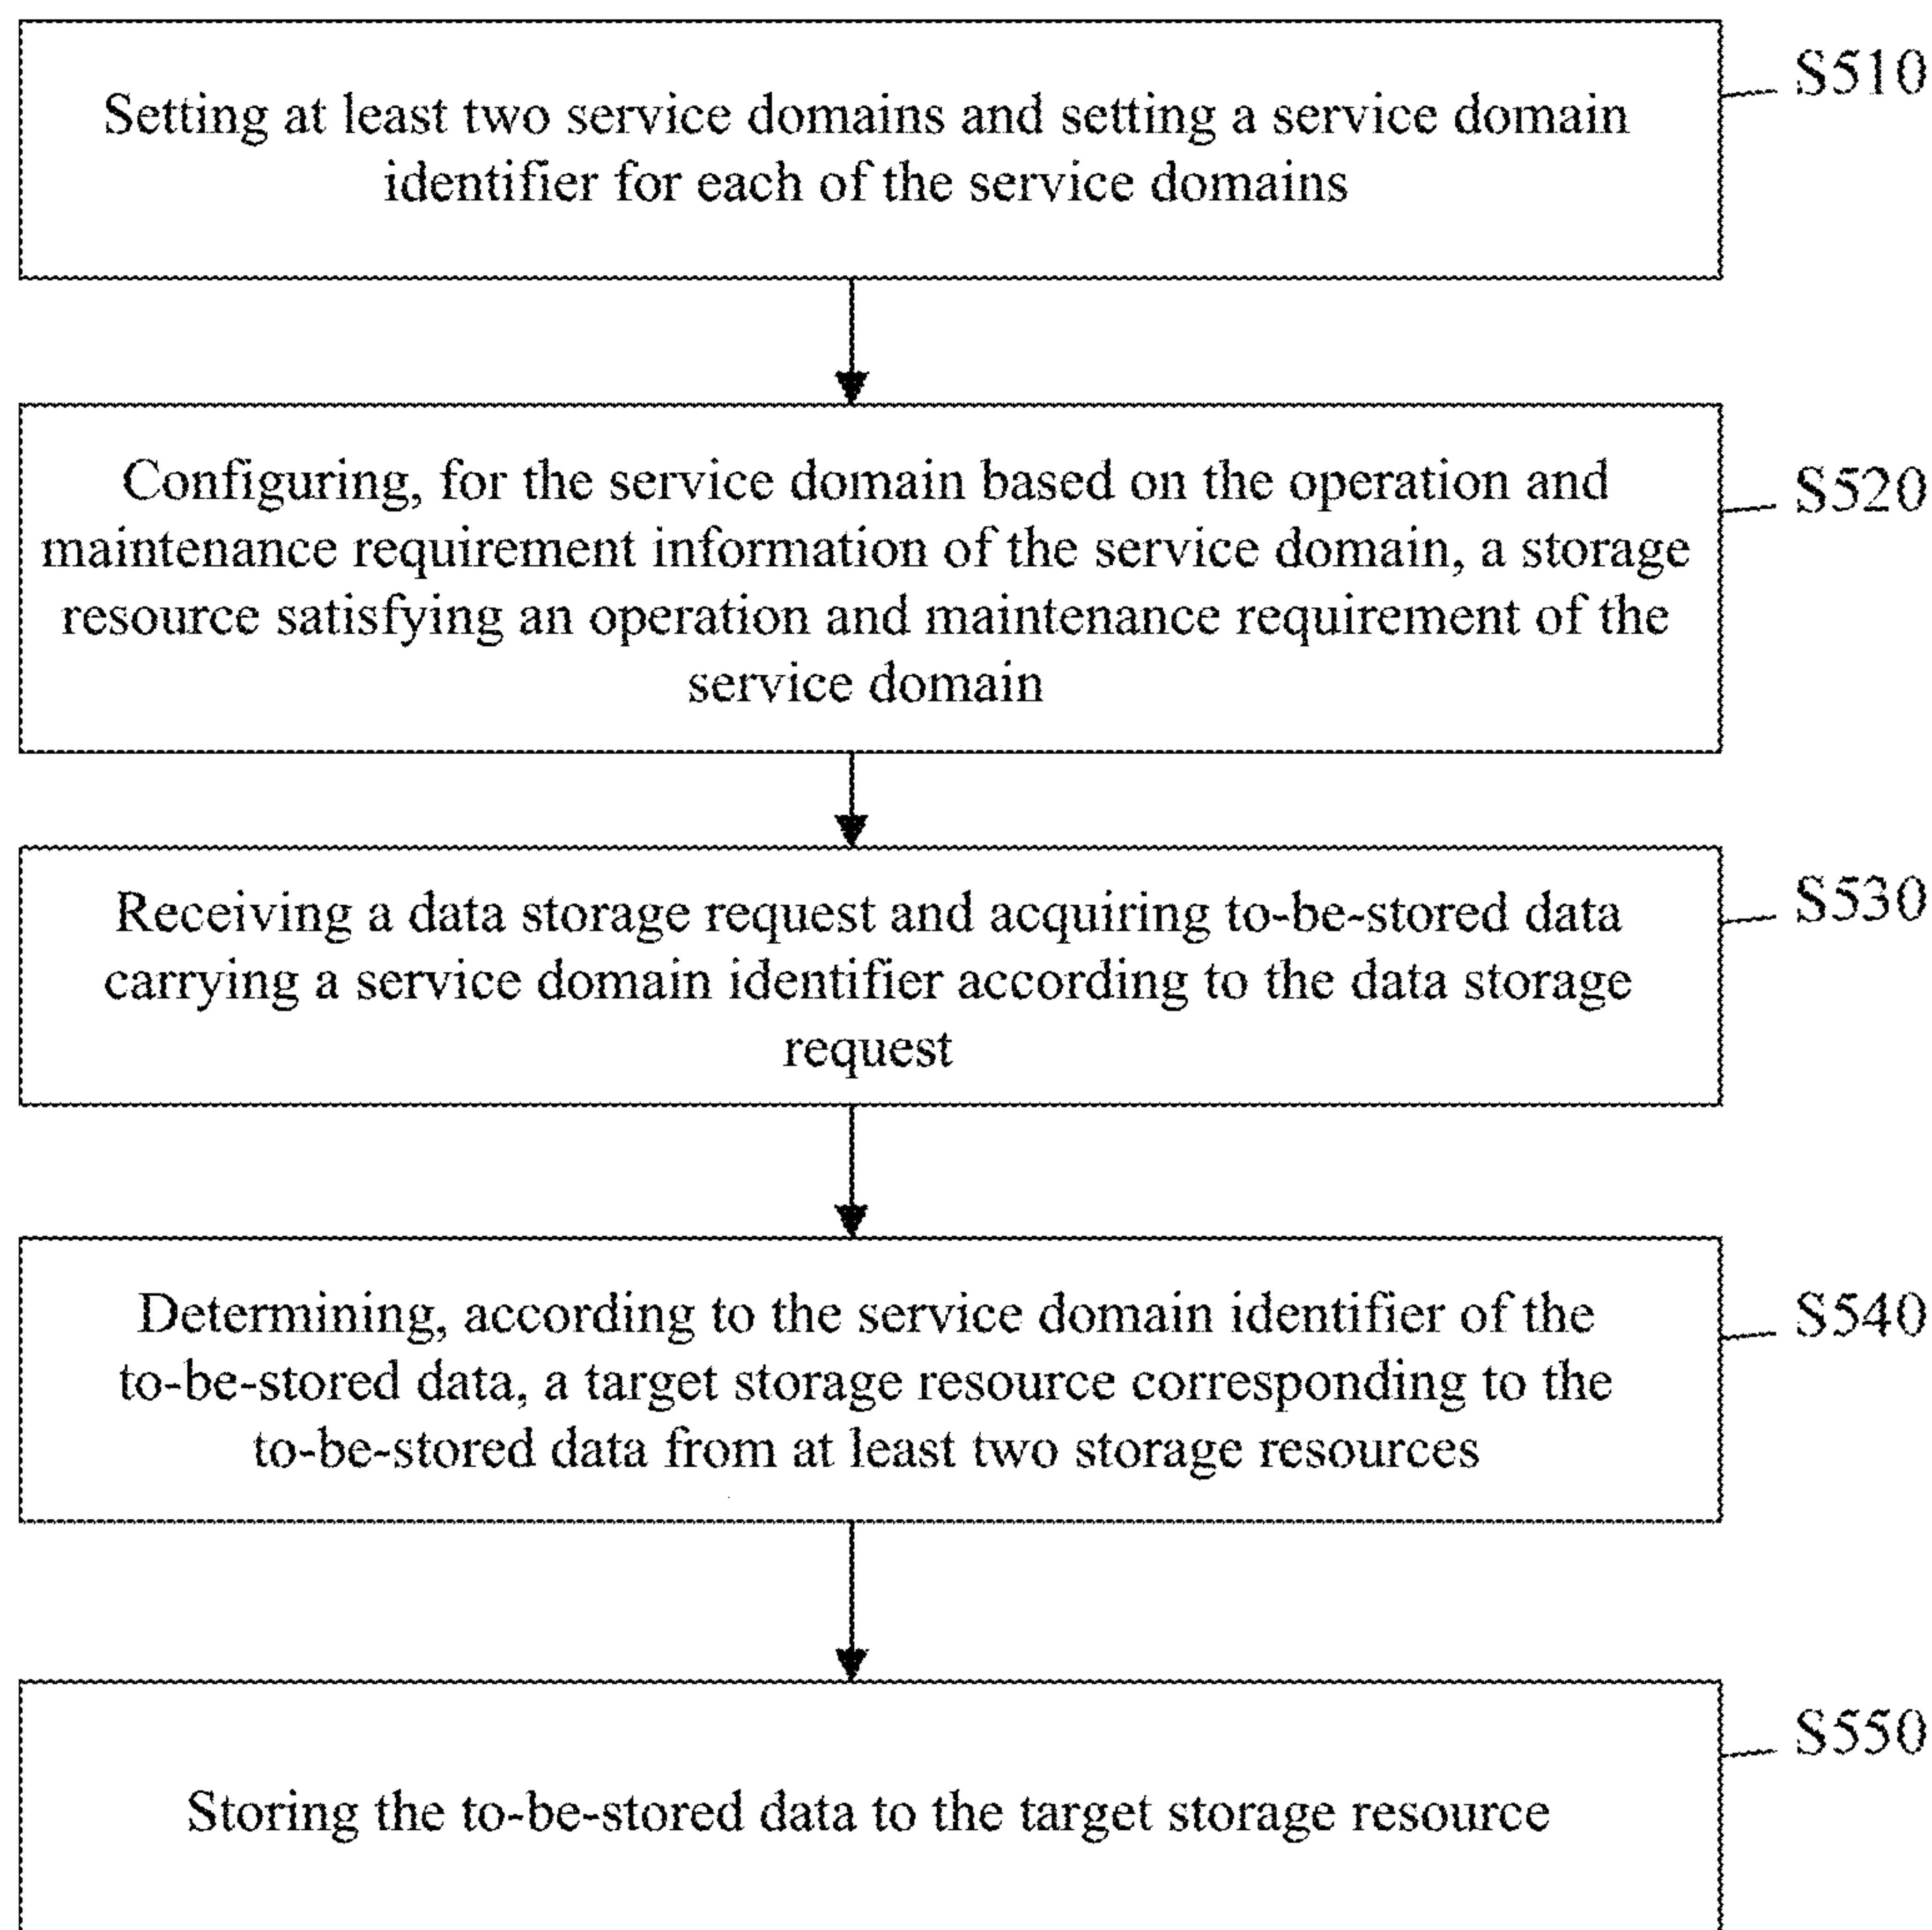 Setting at least two service domains and setting a service domain
identifier for each of the service domains
S510
Configuring, for the service domain based on the operation and
maintenance requirement information of the service domain, a storage
resource satisfying an operation and maintenance requirement of the
service domain
S520
Receiving a data storage request and acquiring to-be-stored data
carrying a service domain identifier according to the data storage
request
S530
Determining, according to the service domain identifier of the
to-be-stored data, a target storage resource corresponding to the
to-be-stored data from at least two storage resources
S540
Storing the to-be-stored data to the target storage resource
S550